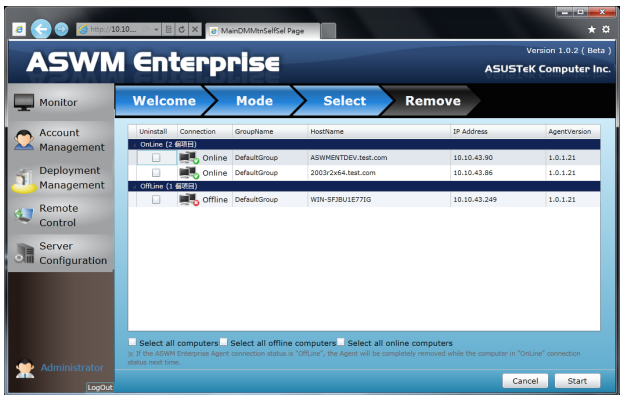 http://10.10...
MainDMMtnSelfSel Page
Version 1.0.2 ( Beta )
ASWM Enterprise
ASUSTeK Computer Inc.
Monitor
Account
Management
Deployment
Management
Remote
Control
Server
Configuration
Administrator
LogOut
Welcome Mode Select Remove
Uninstall Connection GroupName HostName IP Address AgentVersion
OnLine (2 個項目)
Online DefaultGroup ASWMENTDEV.test.com 10.10.43.90 1.0.1.21
Online DefaultGroup 2003r2x64.test.com 10.10.43.86 1.0.1.21
OffLine (1 個項目)
Offline DefaultGroup WIN-SFJBU1E77IG 10.10.43.249 1.0.1.21
Select all computers Select all offline computers Select all online computers
※ If the ASWM Enterprise Agent connection status is "OffLine", the Agent will be completely removed while the computer in "OnLine" connection
status next time.
Cancel Start